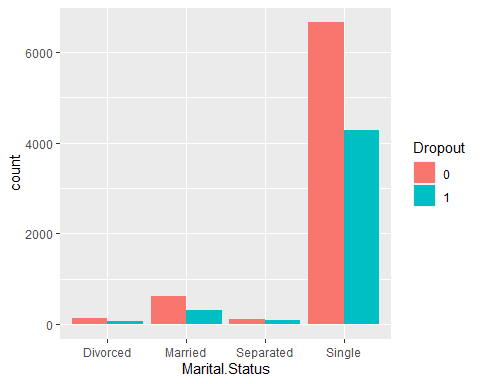 6000
4000
2000
0
count
Divorced Married Separated Single
Marital.Status
Dropout
0
1